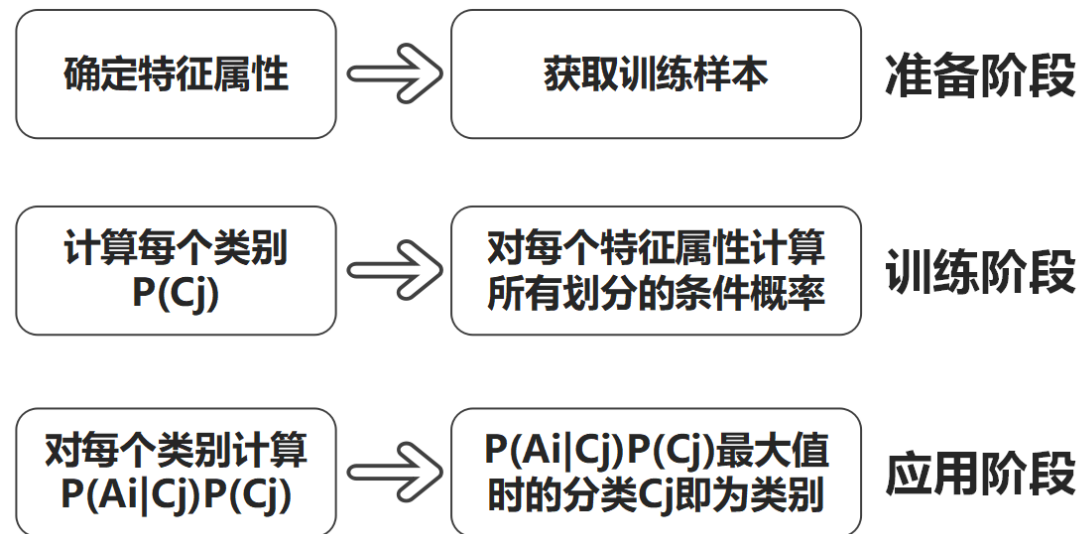 确定特征属性
获取训练样本
准备阶段
计算每个类别
P(Cj)
对每个特征属性计算
所有划分的条件概率
训练阶段
对每个类别计算
P(Ai|Cj)P(Cj)
P(Ai|Cj)P(Cj)最大值
时的分类Cj即为类别
应用阶段